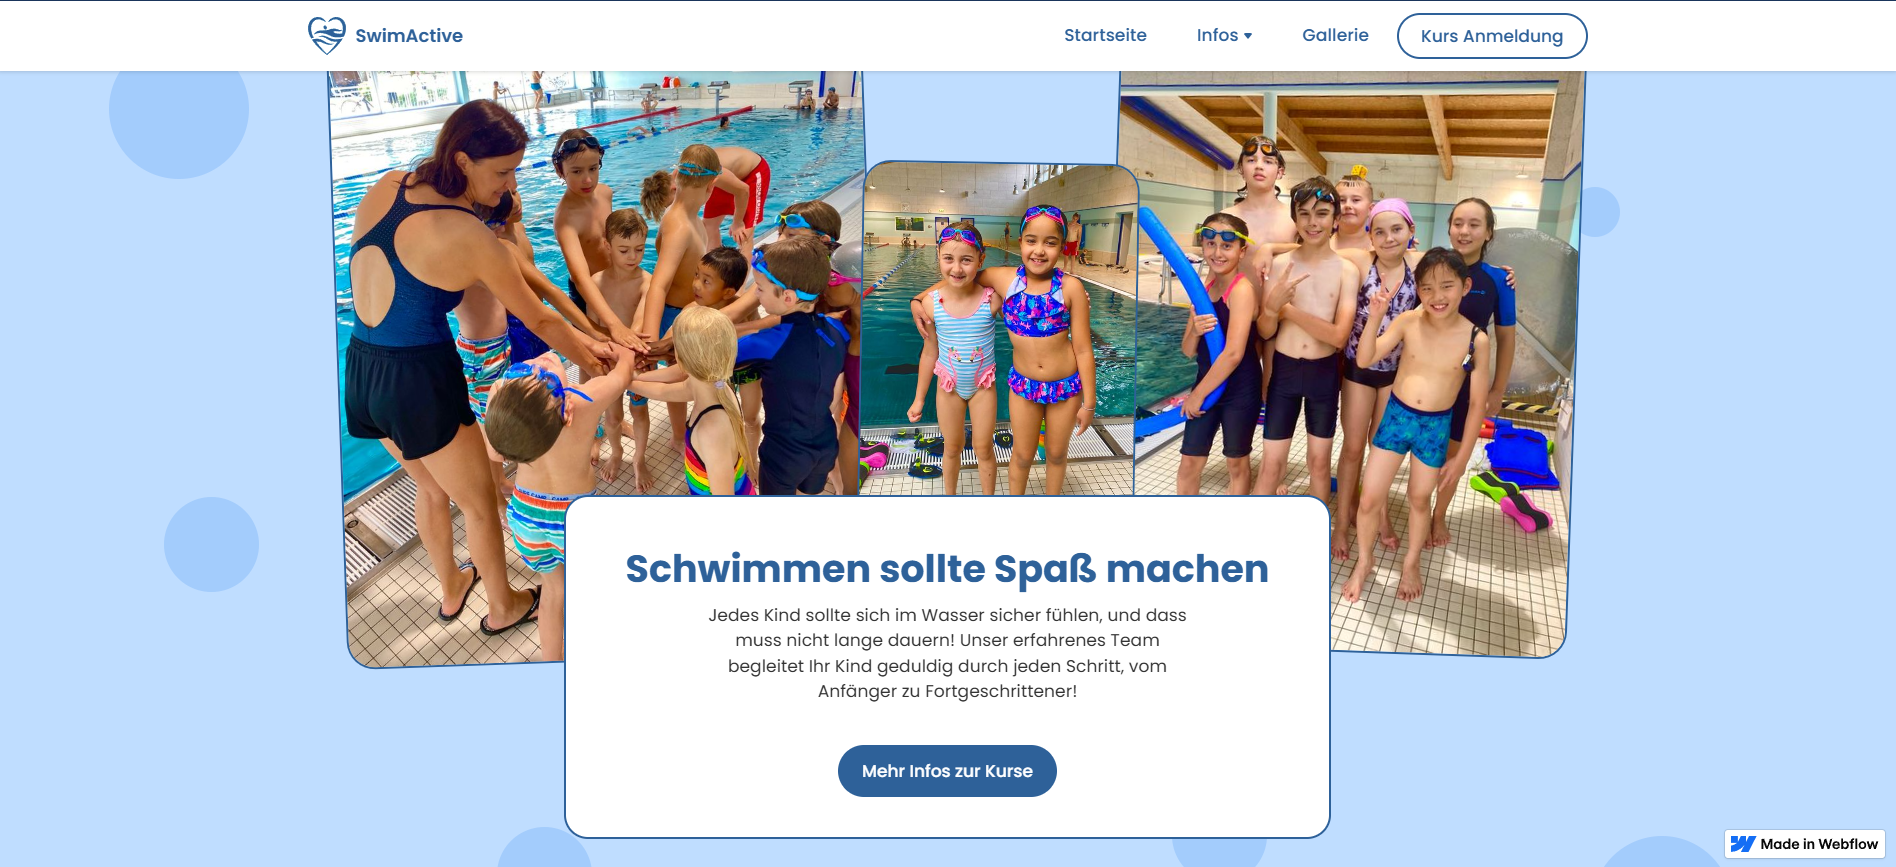 SwimActive
Startseite
Infos
Gallerie
Kurs Anmeldung
Schwimmen sollte Spaß machen
Jedes Kind sollte sich im Wasser sicher fühlen, und dass
muss nicht lange dauern! Unser erfahrenes Team
begleitet Ihr Kind geduldig durch jeden Schritt, vom
Anfänger zu Fortgeschrittener!
Mehr Infos zur Kurse
Made in Webflow